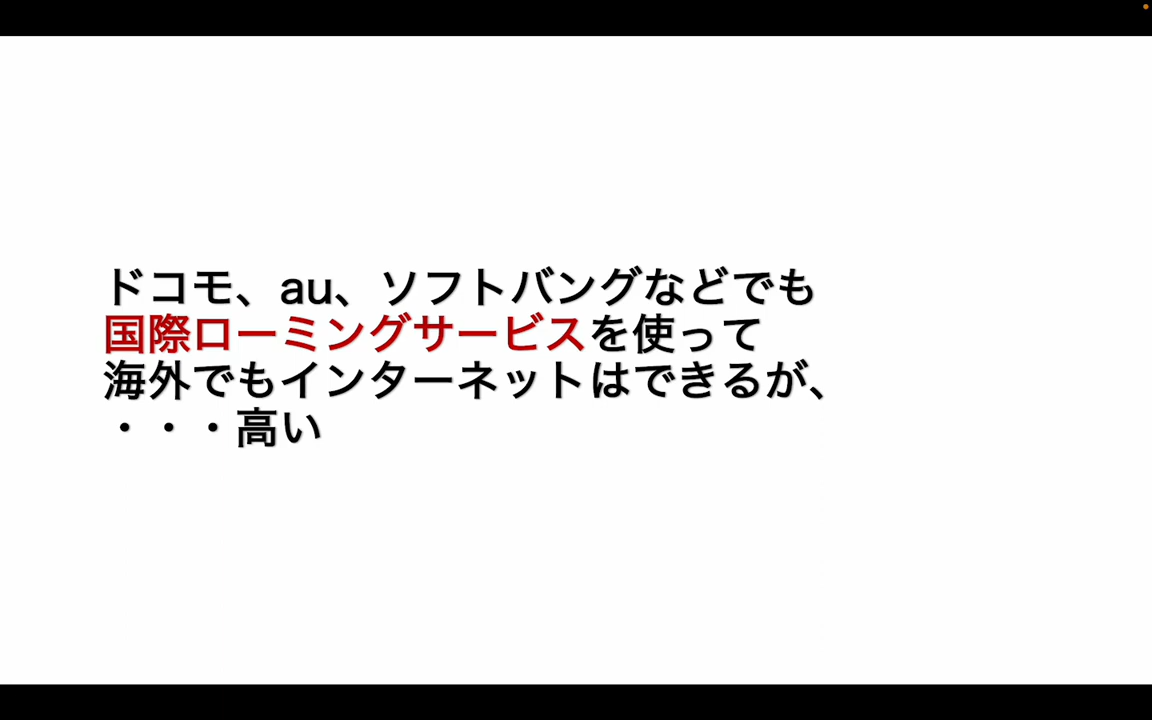 ドコモ、au、ソフトバングなどでも
国際ローミングサービスを使って
海外でもインターネットはできるが、
・・・高い